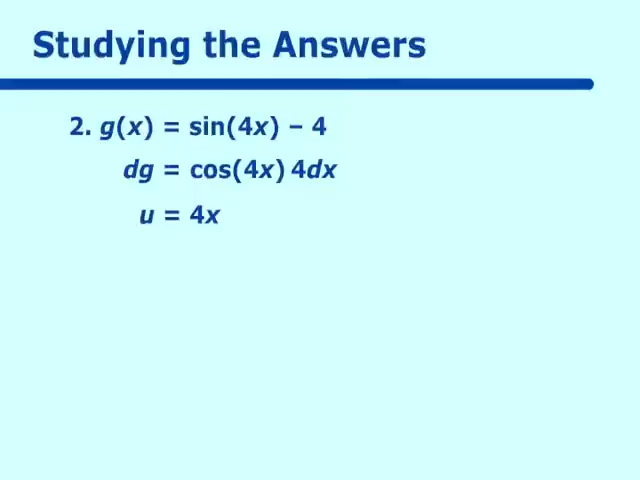 Studying the Answers
2. g(x) = sin(4x) – 4
dg = cos(4x) 4dx
u = 4x